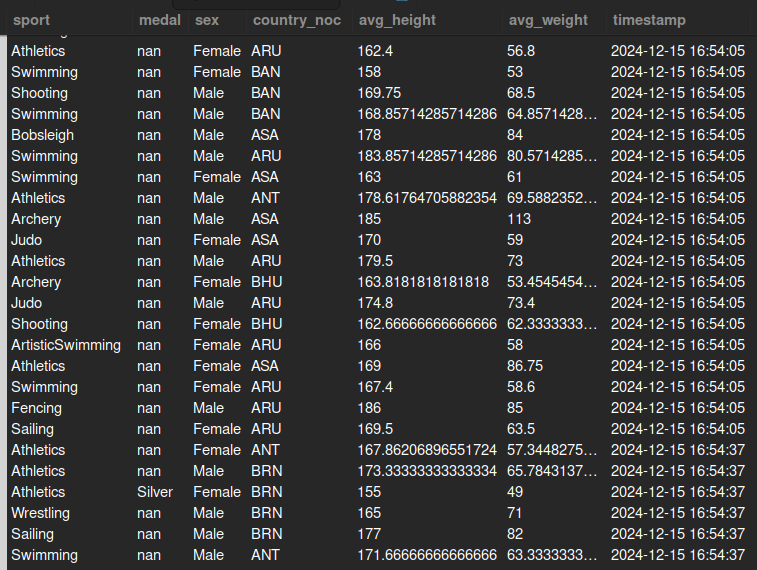 sport medal sex country_noc avg_height avg_weight timestamp
Athletics nan Female ARU 162.4 56.8 2024-12-15 16:54:05
Swimming nan Female BAN 158 53 2024-12-15 16:54:05
Shooting nan Male BAN 169.75 68.5 2024-12-15 16:54:05
Swimming nan Male BAN 168.85714285714286 64.8571428... 2024-12-15 16:54:05
Bobsleigh nan Male ASA 178 84 2024-12-15 16:54:05
Swimming nan Male ARU 183.85714285714286 80.5714285... 2024-12-15 16:54:05
Swimming nan Female ASA 163 61 2024-12-15 16:54:05
Athletics nan Male ANT 178.61764705882354 69.5882352... 2024-12-15 16:54:05
Archery nan Male ASA 185 113 2024-12-15 16:54:05
Judo nan Female ASA 170 59 2024-12-15 16:54:05
Athletics nan Male ARU 179.5 73 2024-12-15 16:54:05
Archery nan Female BHU 163.8181818181818 53.4545454... 2024-12-15 16:54:05
Judo nan Male ARU 174.8 73.4 2024-12-15 16:54:05
Shooting nan Female BHU 162.66666666666666 62.3333333... 2024-12-15 16:54:05
ArtisticSwimming nan Female ARU 166 58 2024-12-15 16:54:05
Athletics nan Female ASA 169 86.75 2024-12-15 16:54:05
Swimming nan Female ARU 167.4 58.6 2024-12-15 16:54:05
Fencing nan Male ARU 186 85 2024-12-15 16:54:05
Sailing nan Female ARU 169.5 63.5 2024-12-15 16:54:05
Athletics nan Female ANT 167.86206896551724 57.3448275... 2024-12-15 16:54:37
Athletics nan Male BRN 173.33333333333334 65.7843137... 2024-12-15 16:54:37
Athletics Silver Female BRN 155 49 2024-12-15 16:54:37
Wrestling nan Male BRN 165 71 2024-12-15 16:54:37
Sailing nan Male BRN 177 82 2024-12-15 16:54:37
Swimming nan Male ANT 171.66666666666666 63.3333333... 2024-12-15 16:54:37